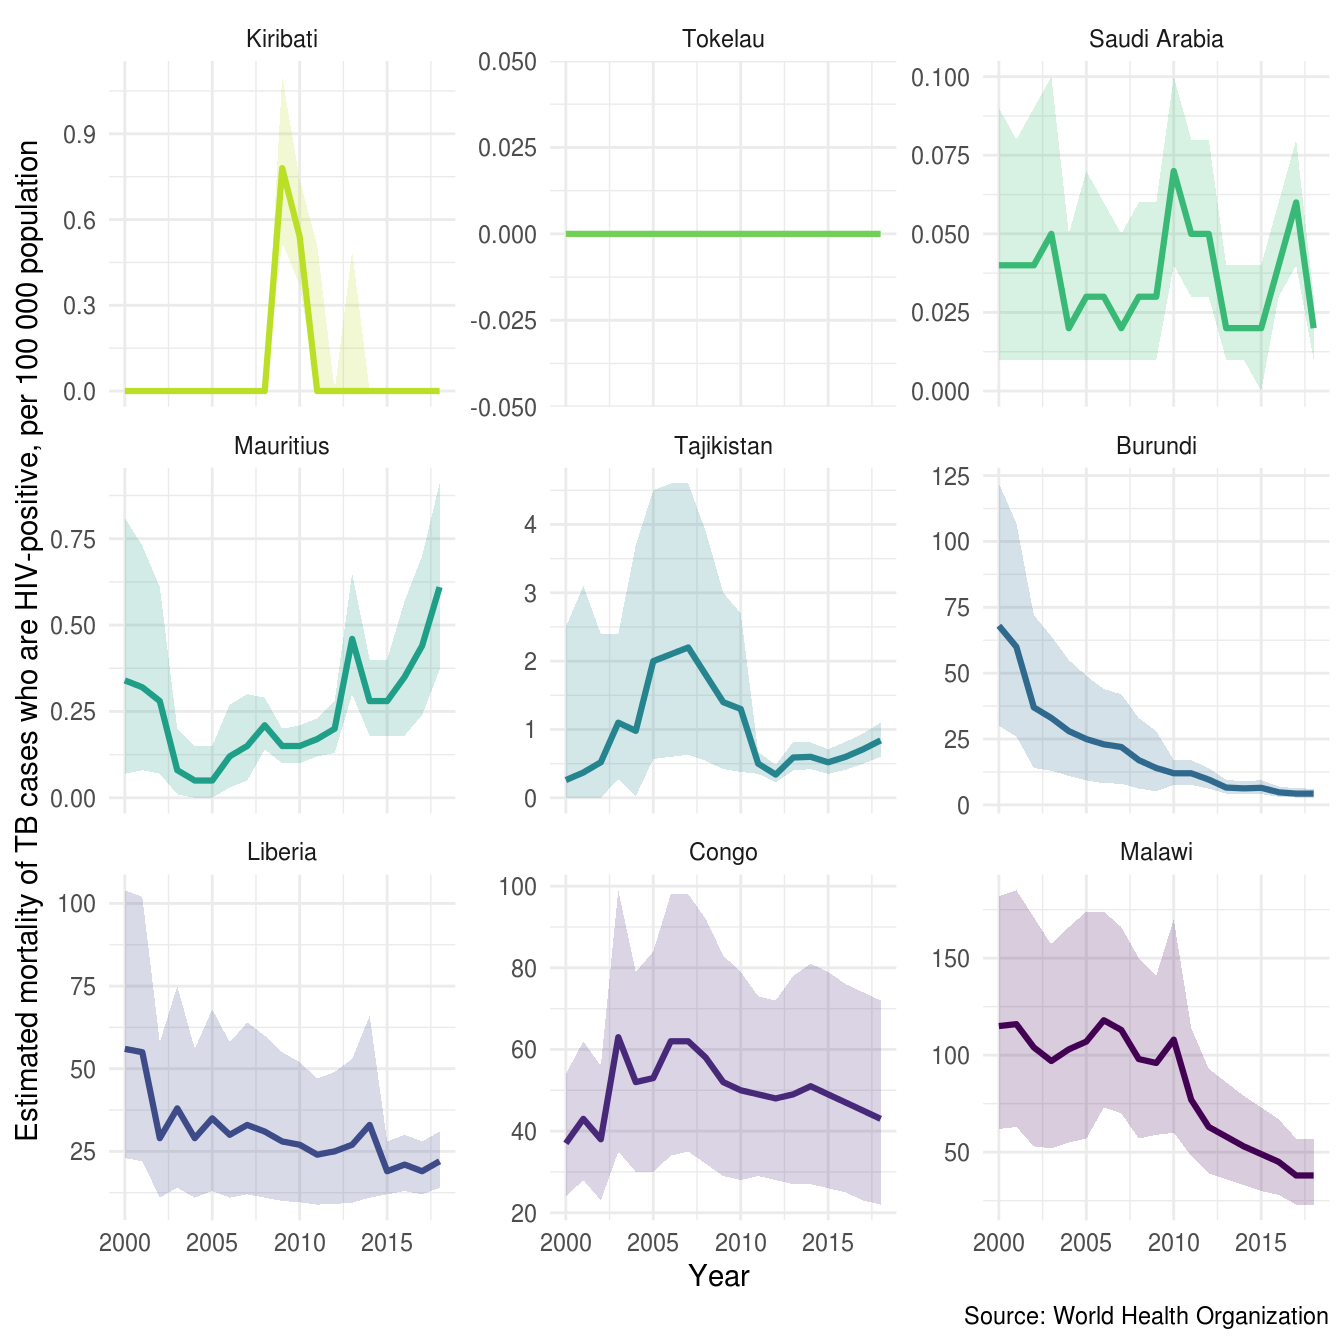 Kiribati
Tokelau
Saudi Arabia
0.9
0.6
0.3
0.0
0.050
0.025
0.000
-0.025
-0.050
0.100
0.075
0.050
0.025
0.000
Estimated mortality of TB cases who are HIV-positive, per 100 000 population
Mauritius
Tajikistan
Burundi
0.75
0.50
0.25
0.00
4
3
2
1
0
125
100
75
50
25
0
Liberia
Congo
Malawi
100
75
50
25
100
80
60
40
20
150
100
50
2000 2005 2010 2015
2000 2005 2010 2015
2000 2005 2010 2015
Year
Source: World Health Organization